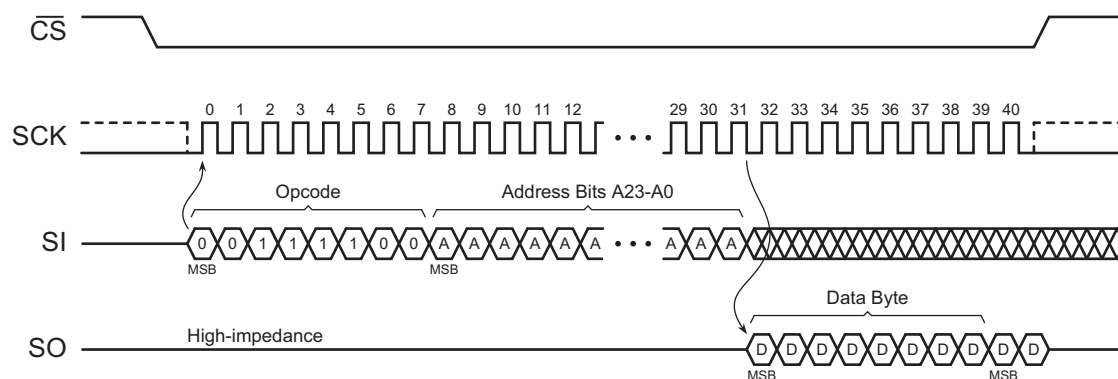 CS
SCK
0 1 2 3 4 5 6 7 8 9 10 11 12 29 30 31 32 33 34 35 36 37 38 39 40
Opcode Address Bits A23-A0
SI
0 0 1 1 1 1 0 0 A A A A A A A A A
MSB MSB
Data Byte
SO
High-impedance
D D D D D D D D D D
MSB MSB